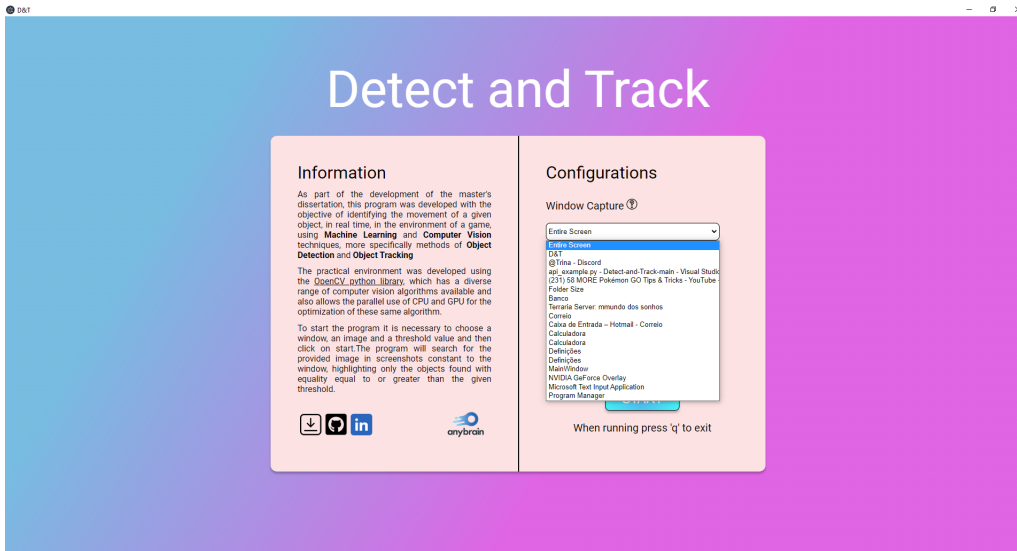 D&T
Detect and Track
Information
As part of the development of the master's
dissertation, this program was developed with the
objective of identifying the movement of a given
object, in real time, in the environment of a game,
using Machine Learning and Computer Vision
techniques, more specifically methods of Object
Detection and Object Tracking
The practical environment was developed using
the OpenCV python library, which has a diverse
range of computer vision algorithms available and
also allows the parallel use of CPU and GPU for the
optimization of these same algorithm.
To start the program it is necessary to choose a
window, an image and a threshold value and then
click on start.The program will search for the
provided image in screenshots constant to the
window, highlighting only the objects found with
equality equal to or greater than the given
threshold.
in
anybrain
Configurations
Window Capture ?
Entire Screen
Entire Screen
D&T
@Trina - Discord
api_example.py - Detect-and-Track-main - Visual Studio
(231) 58 MORE Pokémon GO Tips & Tricks - YouTube -
Folder Size
Banco
Terraria Server: mmundo dos sonhos
Correio
Caixa de Entrada – Hotmail - Correio
Calculadora
Calculadora
Definições
Definições
MainWindow
NVIDIA GeForce Overlay
Microsoft Text Input Application
Program Manager
START
When running press 'q' to exit